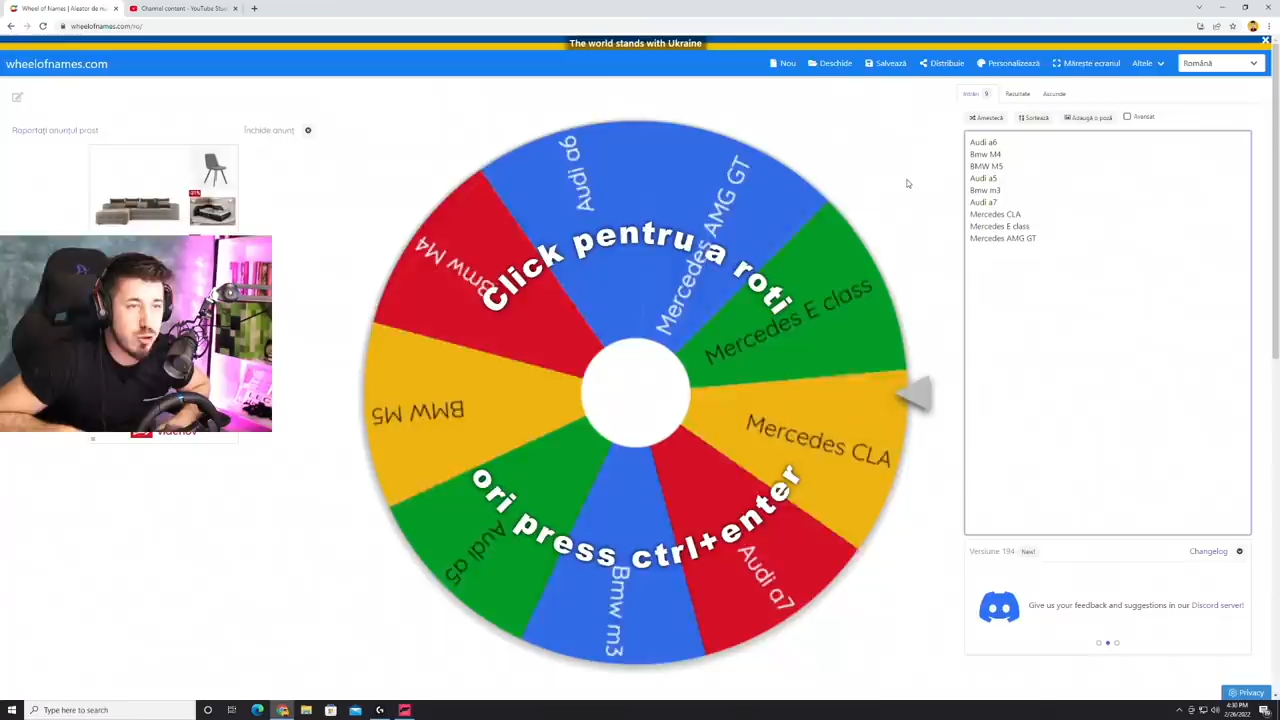 Wheel of Names | Aleator de nu
Channel content - YouTube Stu
wheelofnames.com/ro/
The world stands with Ukraine
wheelofnames.com
Nou
Deschide
Salvează
Distribuie
Personalizează
Mărește ecranul
Altele
Română
Raportați anunțul prost
Închide anunț
Intrări 9
Rezultate
Ascunde
Amestecă
Sortează
Adaugă o poză
Avansat
Audi a6
Bmw M4
BMW M5
Audi a5
Bmw m3
Audi a7
Mercedes CLA
Mercedes E class
Mercedes AMG GT
Audi a6
Mercedes AMG GT
Mercedes E class
Mercedes CLA
Audi a7
Bmw m3
Audi a5
BMW M5
Bmw M4
Click pentru a roti
ori press ctrl+enter
Versiune 194 New!
Changelog
Give us your feedback and suggestions in our Discord server!
Privacy
Type here to search
4:30 PM
2/26/2022